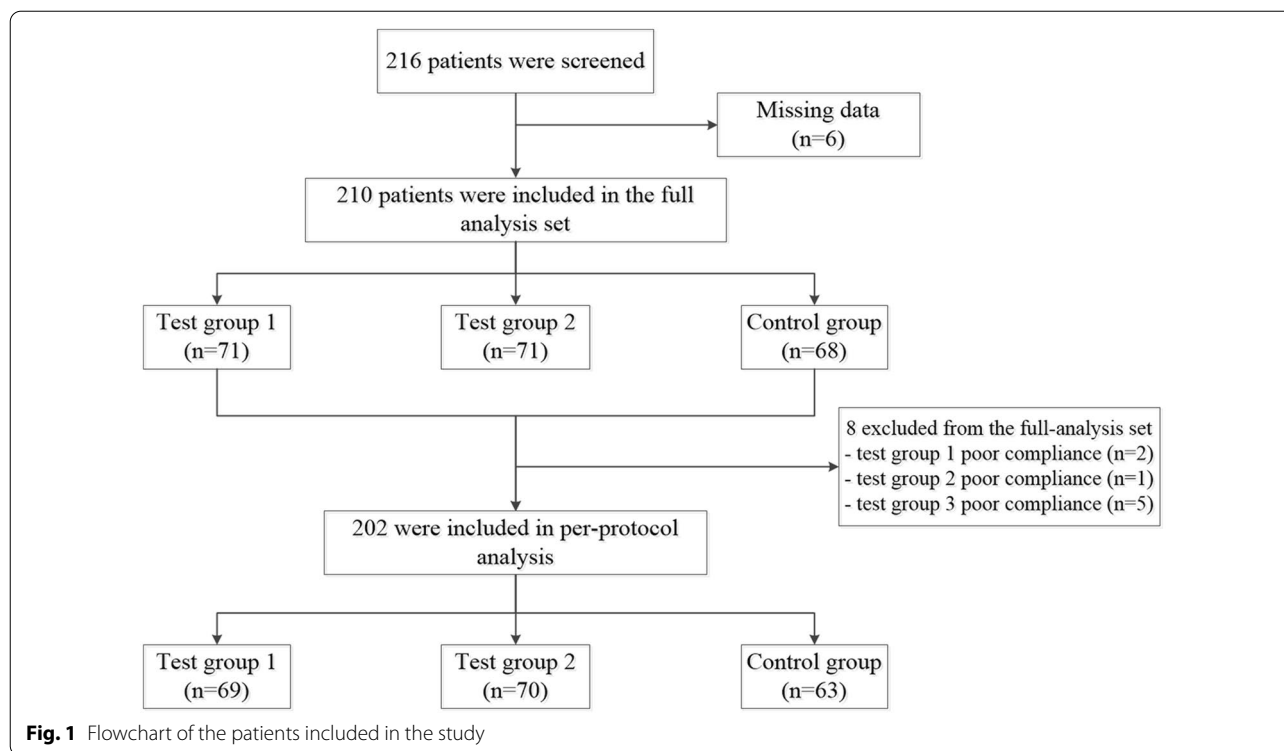 216 patients were screened
Missing data
(n=6)
210 patients were included in the full
analysis set
Test group 1
(n=71)
Test group 2
(n=71)
Control group
(n=68)
8 excluded from the full-analysis set
- test group 1 poor compliance (n=2)
- test group 2 poor compliance (n=1)
- test group 3 poor compliance (n=5)
202 were included in per-protocol
analysis
Test group 1
(n=69)
Test group 2
(n=70)
Control group
(n=63)
Fig. 1 Flowchart of the patients included in the study